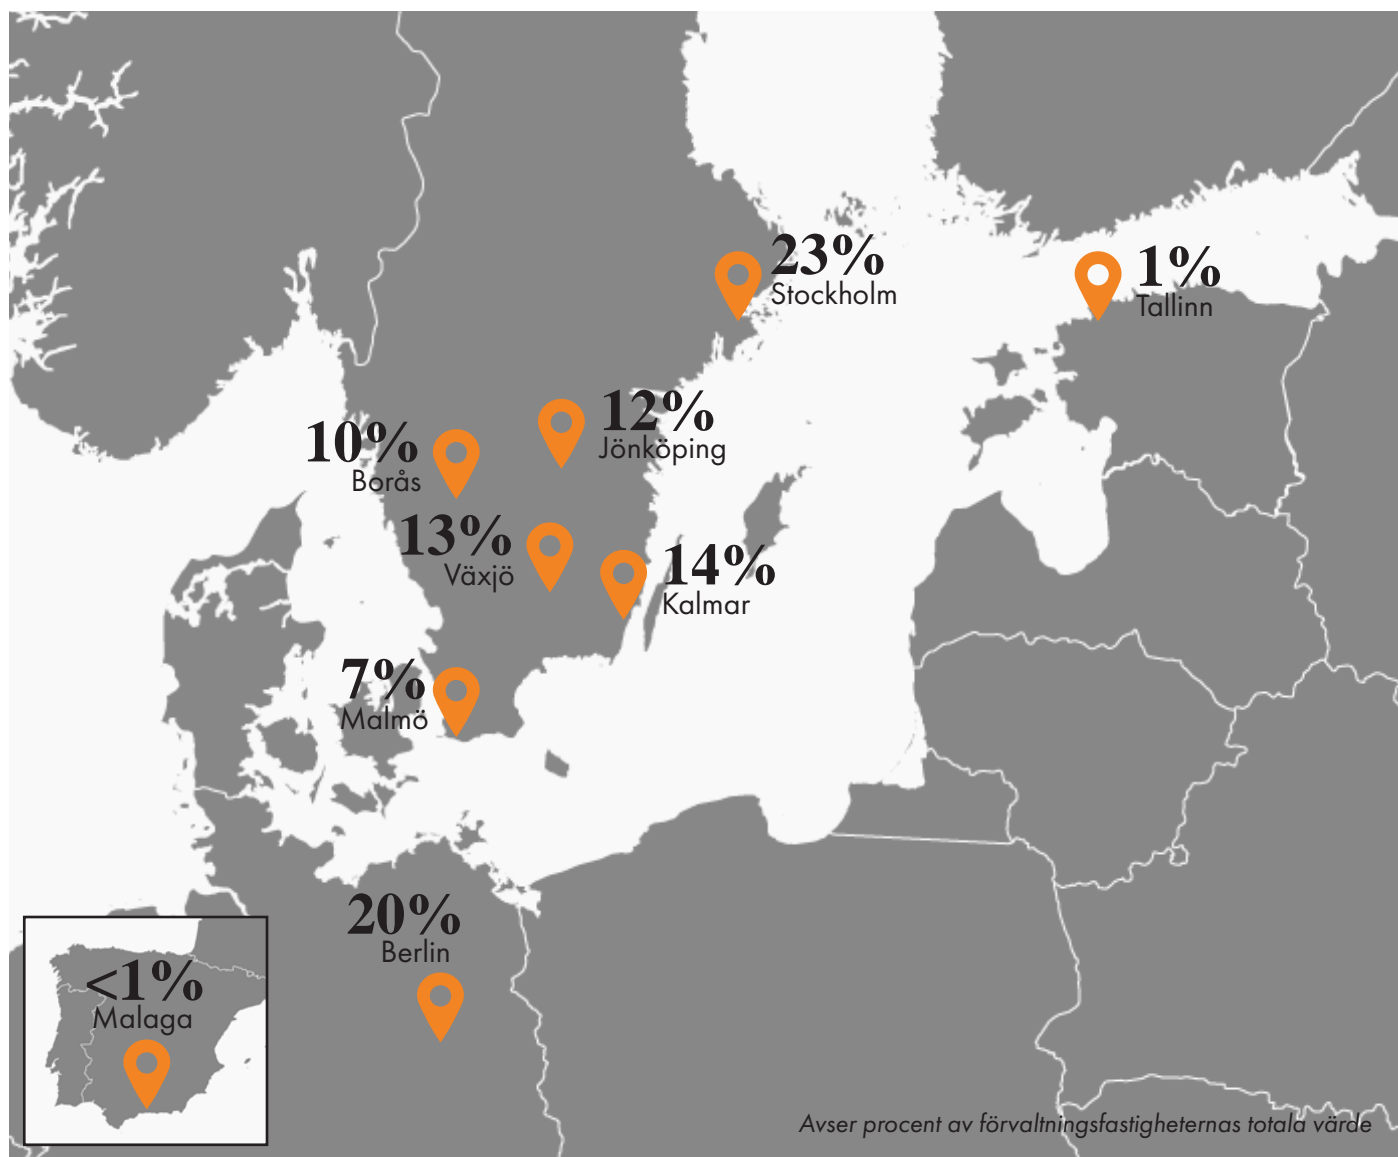 23%
Stockholm
1%
Tallinn
12%
Jönköping
10%
Borås
13%
Växjö
14%
Kalmar
7%
Malmö
20%
Berlin
<1%
Malaga
Avser procent av förvaltningsfastigheternas totala värde